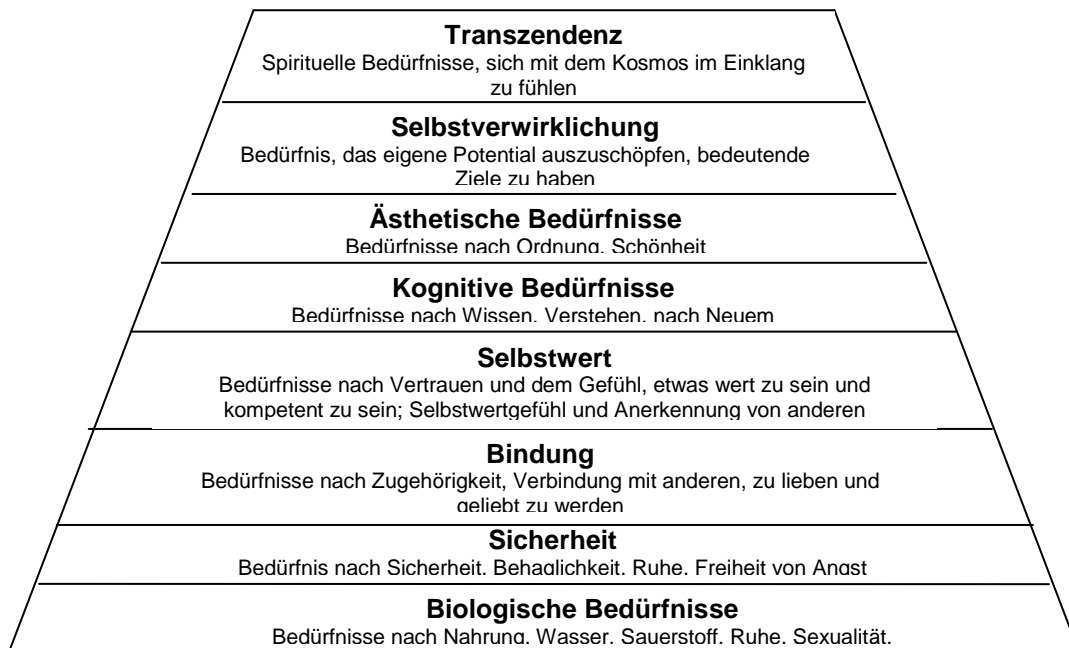 Transzendenz
Spirituelle Bedürfnisse, sich mit dem Kosmos im Einklang
zu fühlen
Selbstverwirklichung
Bedürfnis, das eigene Potential auszuschöpfen, bedeutende
Ziele zu haben
Ästhetische Bedürfnisse
Bedürfnisse nach Ordnung, Schönheit
Kognitive Bedürfnisse
Bedürfnisse nach Wissen, Verstehen, nach Neuem
Selbstwert
Bedürfnisse nach Vertrauen und dem Gefühl, etwas wert zu sein und
kompetent zu sein; Selbstwertgefühl und Anerkennung von anderen
Bindung
Bedürfnisse nach Zugehörigkeit, Verbindung mit anderen, zu lieben und
geliebt zu werden
Sicherheit
Bedürfnis nach Sicherheit, Behaglichkeit, Ruhe, Freiheit von Angst
Biologische Bedürfnisse
Bedürfnisse nach Nahrung, Wasser, Sauerstoff, Ruhe, Sexualität,